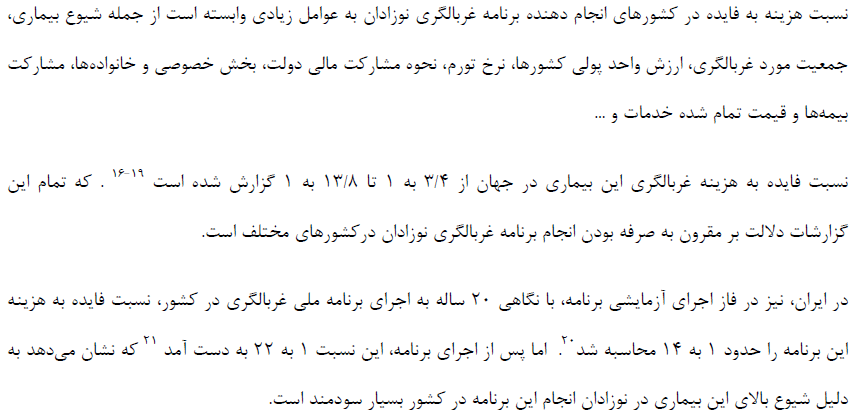 نسبت هزینه به فایده در کشورهای انجام دهنده برنامه غربالگری نوزادان به عوامل زیادی وابسته است از جمله شیوع بیماری،
جمعیت مورد غربالگری، ارزش واحد پولی کشورها، نرخ تورم، نحوه مشارکت مالی دولت، بخش خصوصی و خانواده‌ها، مشارکت
بیمه‌ها و قیمت تمام شده خدمات و ...
نسبت فایده به هزینه غربالگری این بیماری در جهان از ۳/۴ به ۱ تا ۱۳/۸ به ۱ گزارش شده است ۱۶-۱۹ . که تمام این
گزارشات دلالت بر مقرون به صرفه بودن انجام برنامه غربالگری نوزادان درکشورهای مختلف است.
در ایران، نیز در فاز اجرای آزمایشی برنامه، با نگاهی ۲۰ ساله به اجرای برنامه ملی غربالگری در کشور، نسبت فایده به هزینه
این برنامه را حدود ۱ به ۱۴ محاسبه شد۲۰. اما پس از اجرای برنامه، این نسبت ۱ به ۲۲ به دست آمد ۲۱ که نشان می‌دهد به
دلیل شیوع بالای این بیماری در نوزادان انجام این برنامه در کشور بسیار سودمند است.